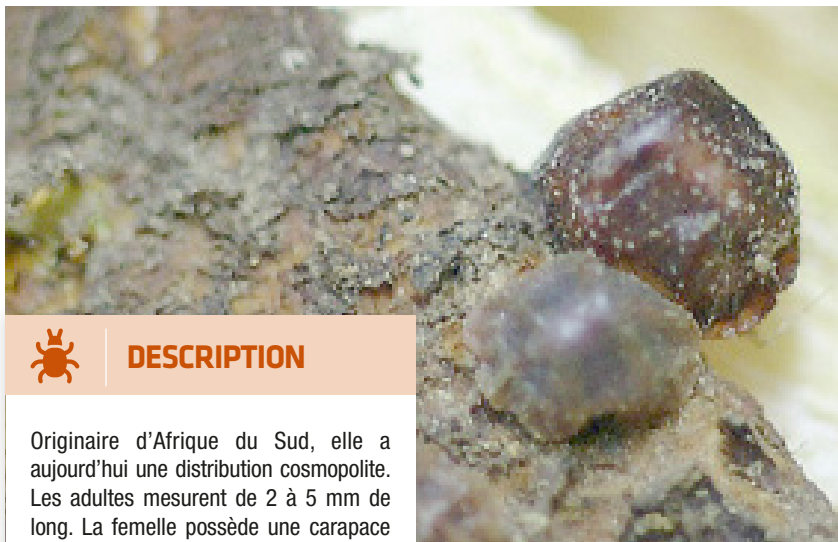 DESCRIPTION
Originaire d'Afrique du Sud, elle a
aujourd'hui une distribution cosmopolite.
Les adultes mesurent de 2 à 5 mm de
long. La femelle possède une carapace